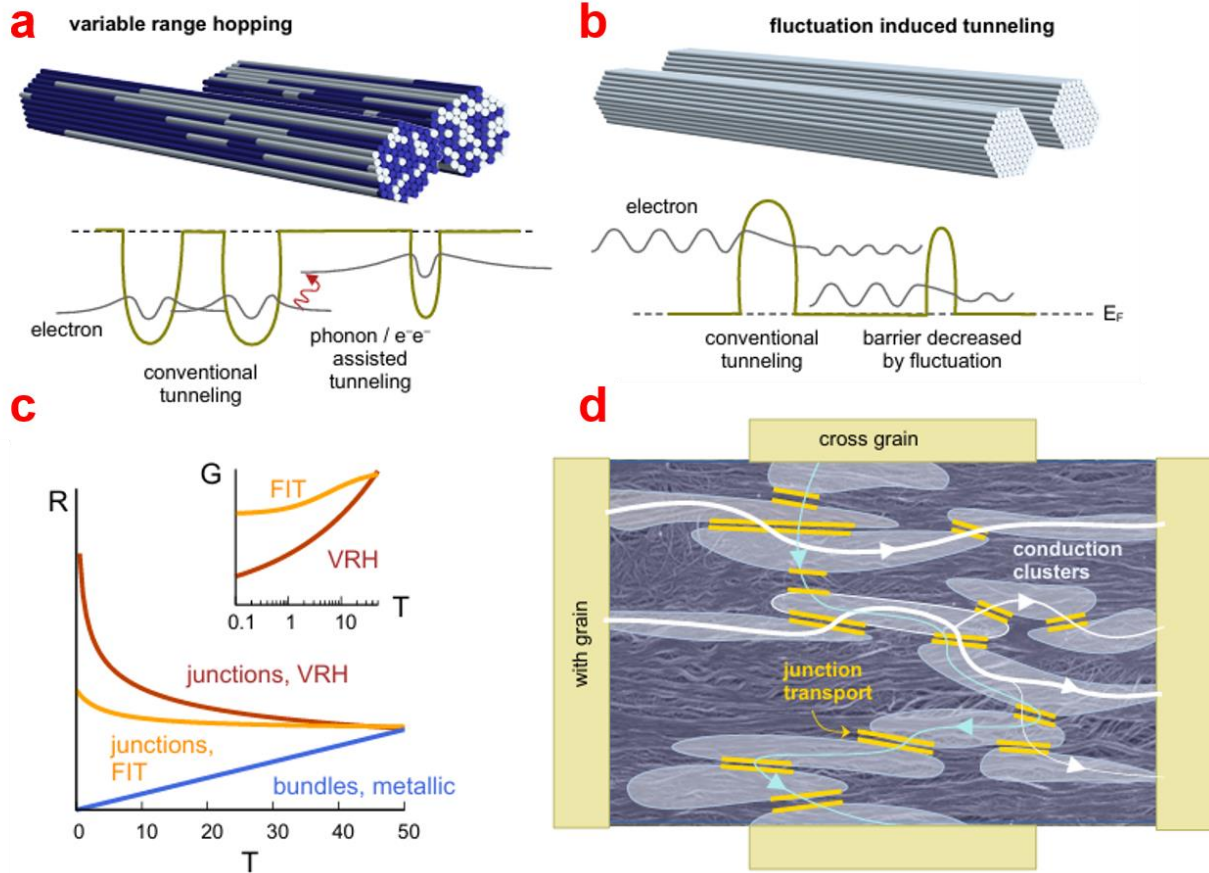 a
variable range hopping
electron
conventional
tunneling
phonon / e⁻e⁻
assisted
tunneling
b
fluctuation induced tunneling
electron
E_F
conventional
tunneling
barrier decreased
by fluctuation
c
R
G
FIT
VRH
T
0.1
1
10
junctions, VRH
junctions,
FIT
bundles, metallic
0
10
20
30
40
50
T
d
cross grain
with grain
conduction
clusters
junction
transport